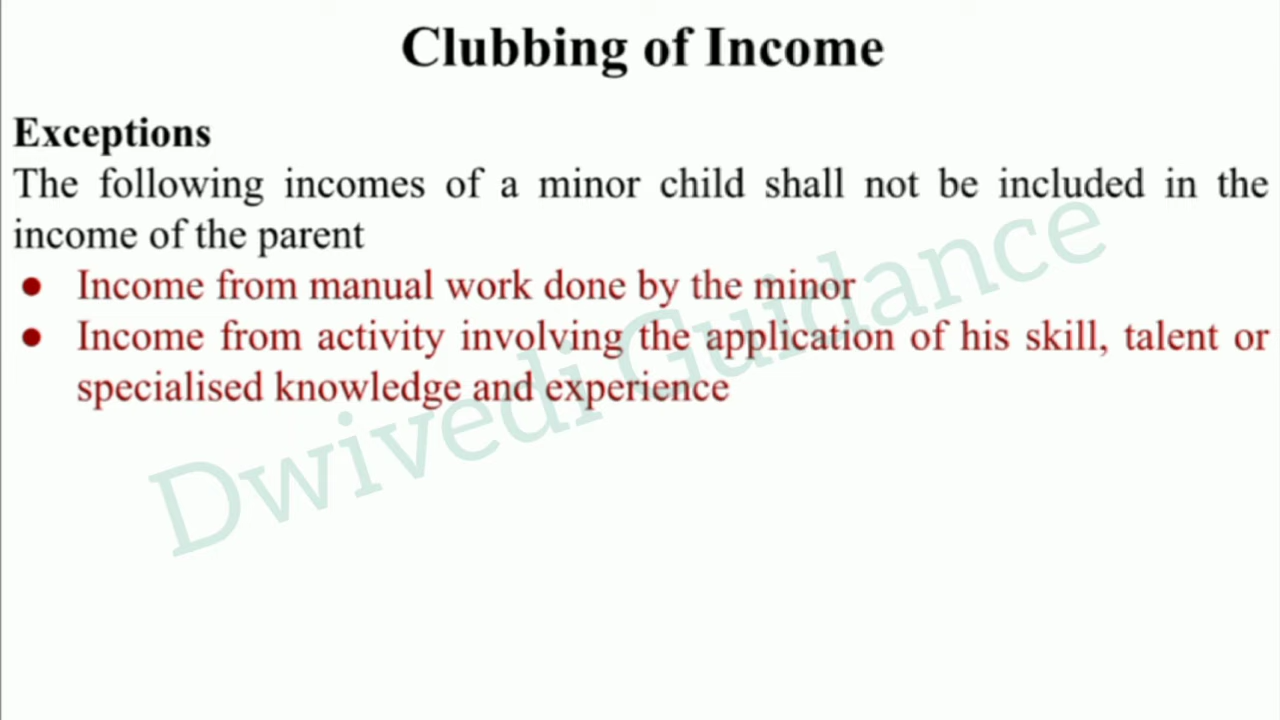 Clubbing of Income
Exceptions
The following incomes of a minor child shall not be included in the
income of the parent
● Income from manual work done by the minor
● Income from activity involving the application of his skill, talent or
specialised knowledge and experience
Dwivedi Guidance